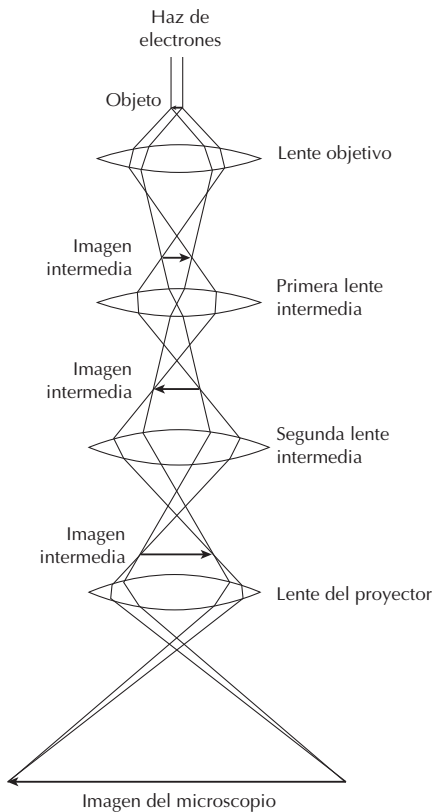 Haz de
electrones
Objeto
Lente objetivo
Imagen
intermedia
Primera lente
intermedia
Imagen
intermedia
Segunda lente
intermedia
Imagen
intermedia
Lente del proyector
Imagen del microscopio